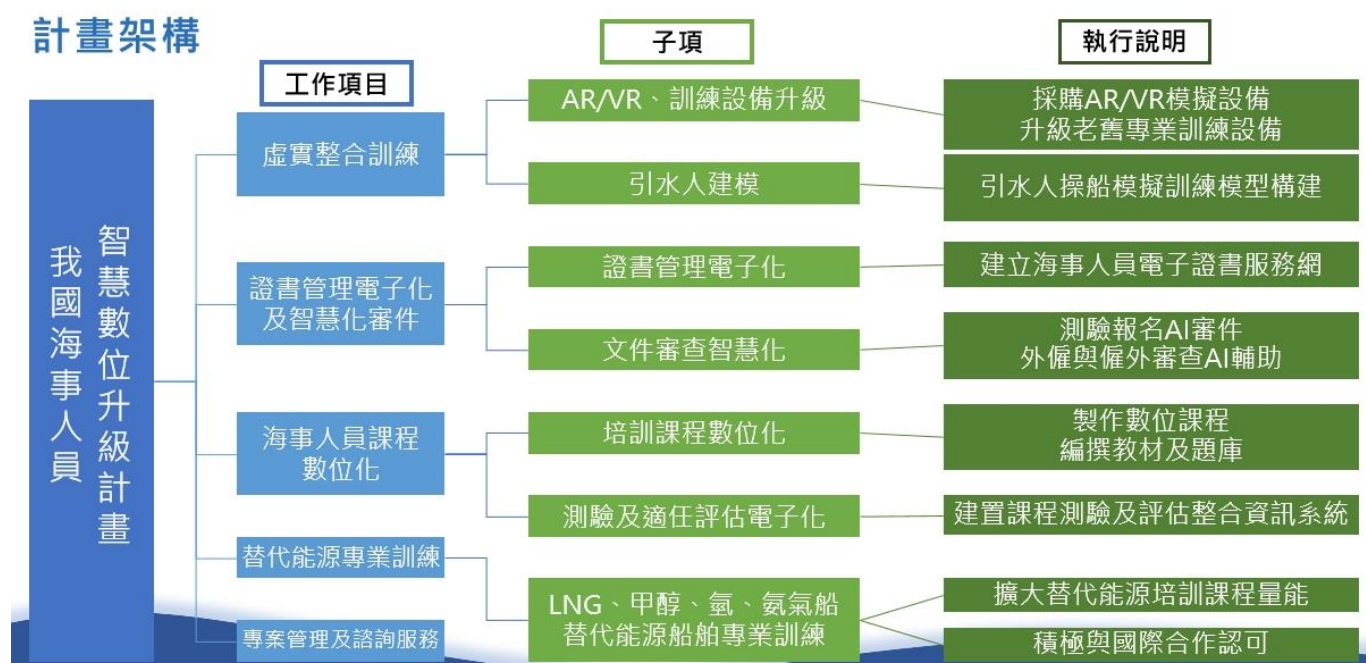 計畫架構
工作項目
子項
執行說明
我國海事人員
智慧數位升級計畫
虛實整合訓練
AR/VR、訓練設備升級
採購AR/VR模擬設備
升級老舊專業訓練設備
引水人建模
引水人操船模擬訓練模型構建
證書管理電子化
及智慧化審件
證書管理電子化
建立海事人員電子證書服務網
文件審查智慧化
測驗報名AI審件
外僱與僱外審查AI輔助
海事人員課程
數位化
培訓課程數位化
製作數位課程
編撰教材及題庫
測驗及適任評估電子化
建置課程測驗及評估整合資訊系統
替代能源專業訓練
LNG、甲醇、氫、氨氣船
替代能源船舶專業訓練
擴大替代能源培訓課程量能
積極與國際合作認可
專案管理及諮詢服務